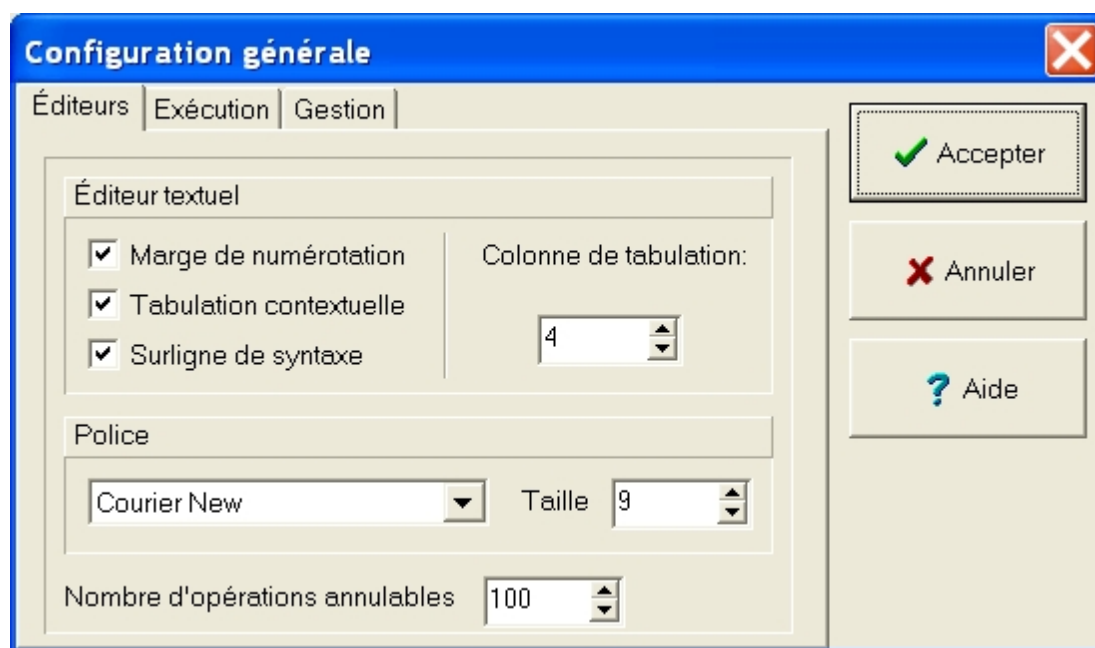 Configuration générale
Éditeurs Exécution Gestion
Accepter
Annuler
Aide
Éditeur textuel
Marge de numérotation
Tabulation contextuelle
Surligne de syntaxe
Colonne de tabulation:
4
Police
Courier New Taille 9
Nombre d'opérations annulables 100